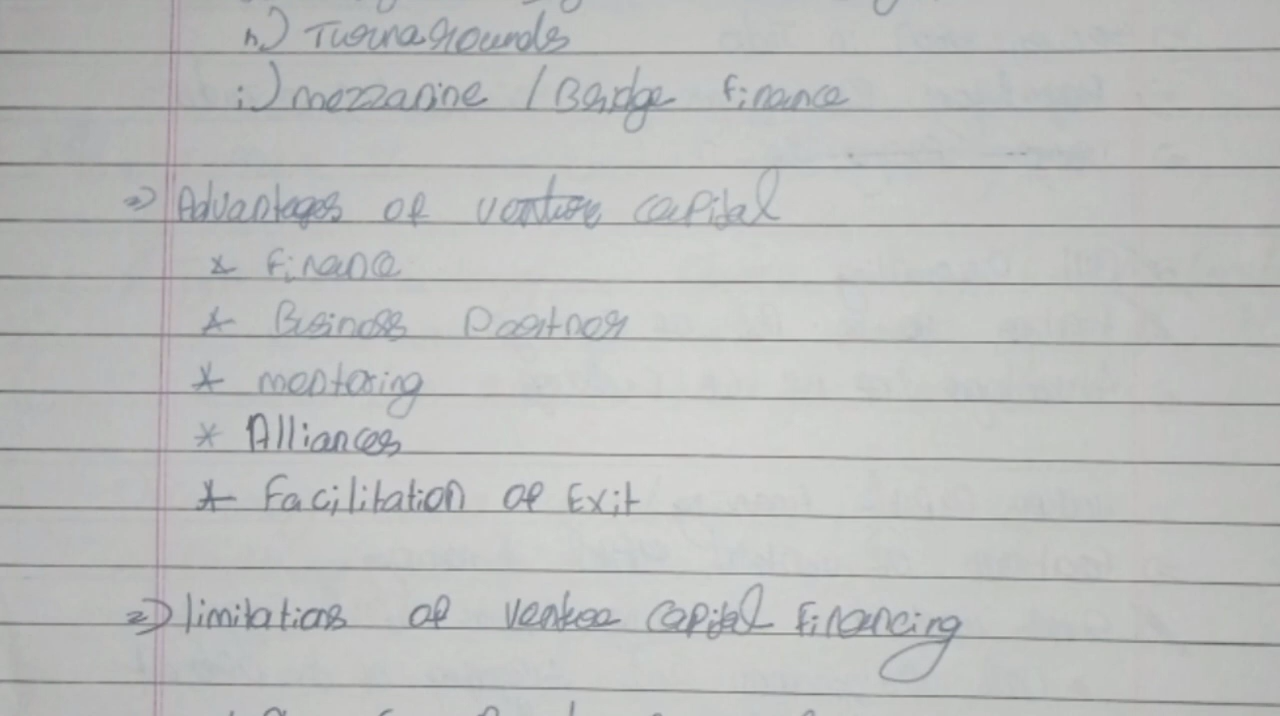 h) Turnarounds
i) mezzanine / Bridge finance
=> Advantages of venture capital
* finance
* Business Partner
* mentoring
* Alliances
* Facilitation of Exit
=> limitations of venture capital financing